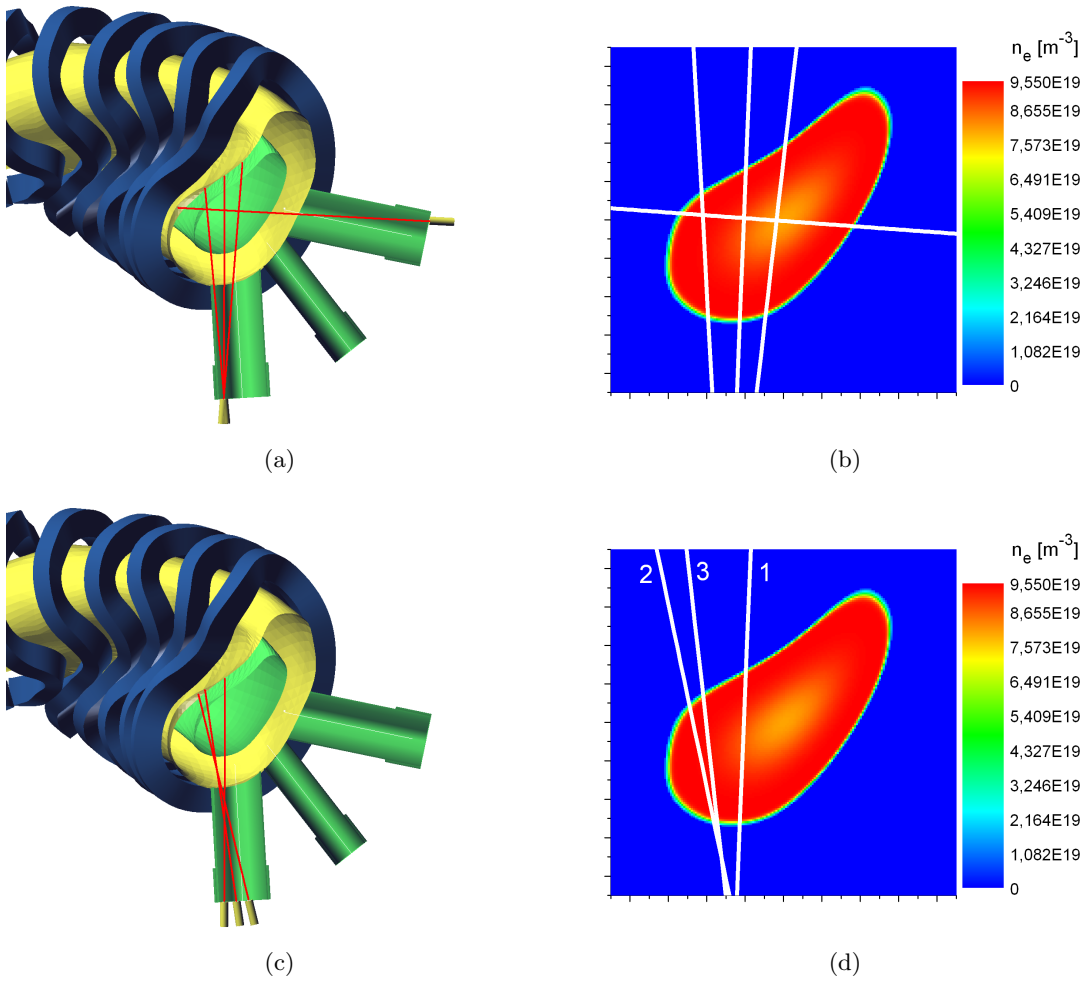 n_e [m^-3]
9,550E19
8,655E19
7,573E19
6,491E19
5,409E19
4,327E19
3,246E19
2,164E19
1,082E19
0
(a)
(b)
n_e [m^-3]
2 3 1
9,550E19
8,655E19
7,573E19
6,491E19
5,409E19
4,327E19
3,246E19
2,164E19
1,082E19
0
(c)
(d)